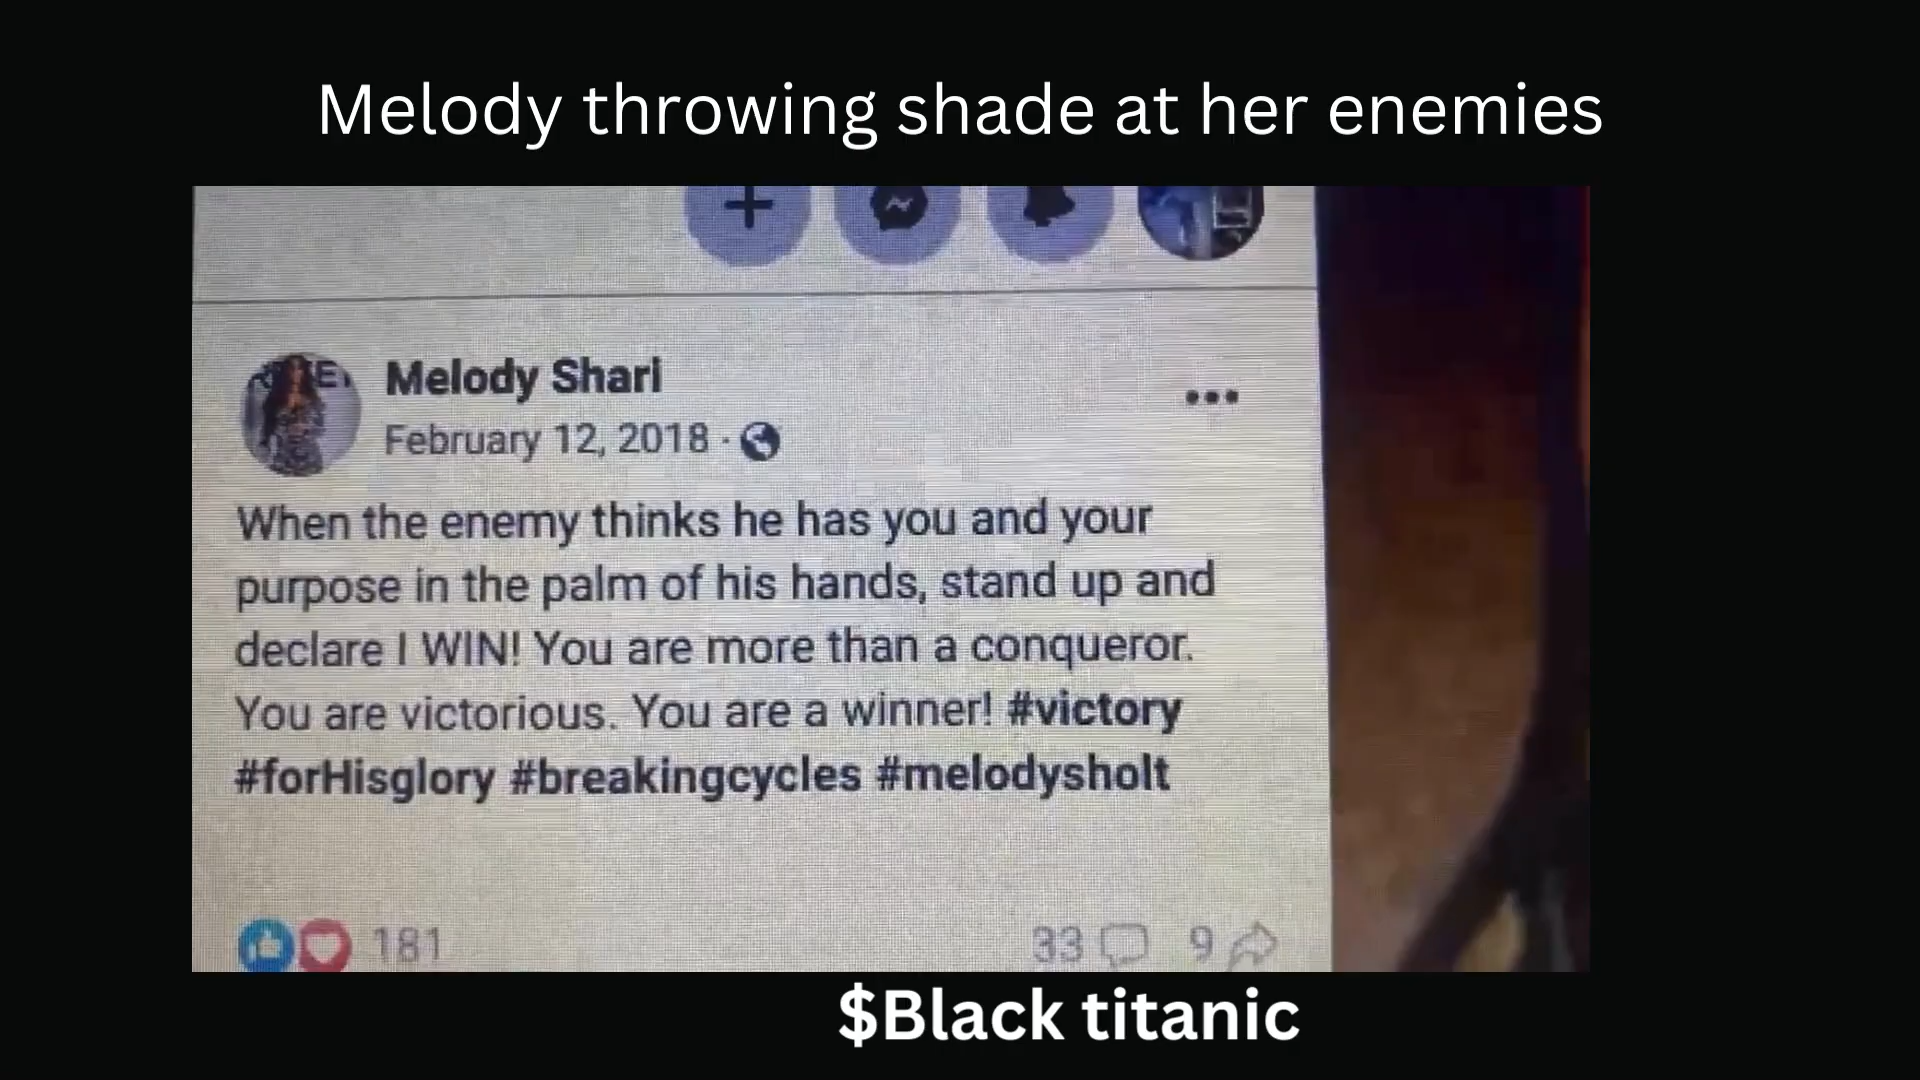 Melody throwing shade at her enemies
Melody Shari
February 12, 2018 ·
When the enemy thinks he has you and your
purpose in the palm of his hands, stand up and
declare I WIN! You are more than a conqueror.
You are victorious. You are a winner! #victory
#forHisglory #breakingcycles #melodysholt
181
33 9
$Black titanic